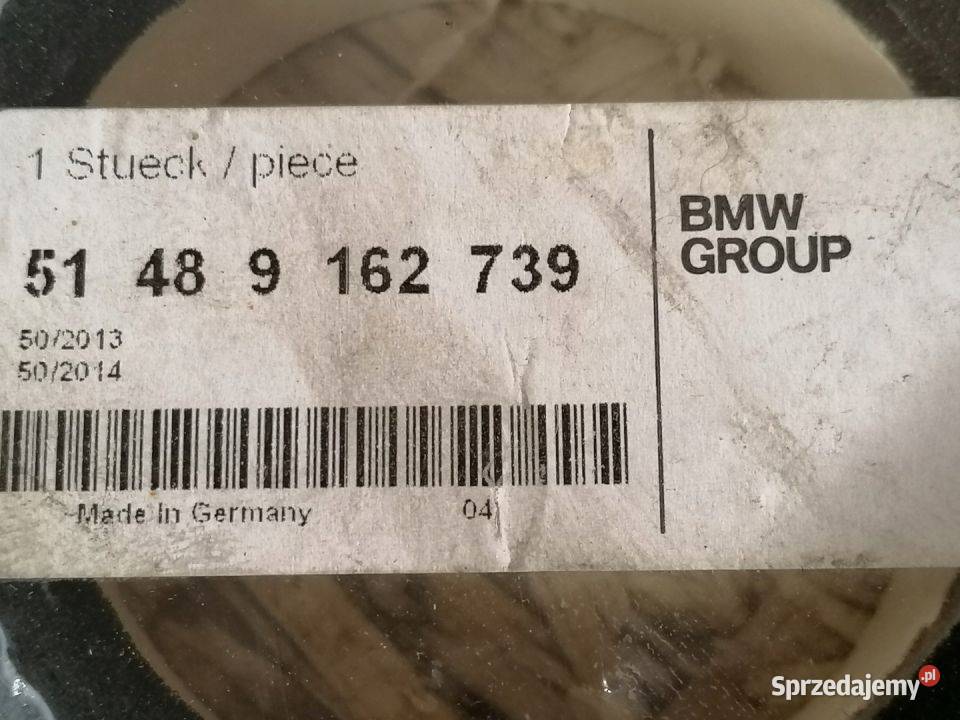 1 Stueck / piece
51 48 9 162 739
50/2013
50/2014
Made In Germany 04
BMW
GROUP
Sprzedajemy.pl